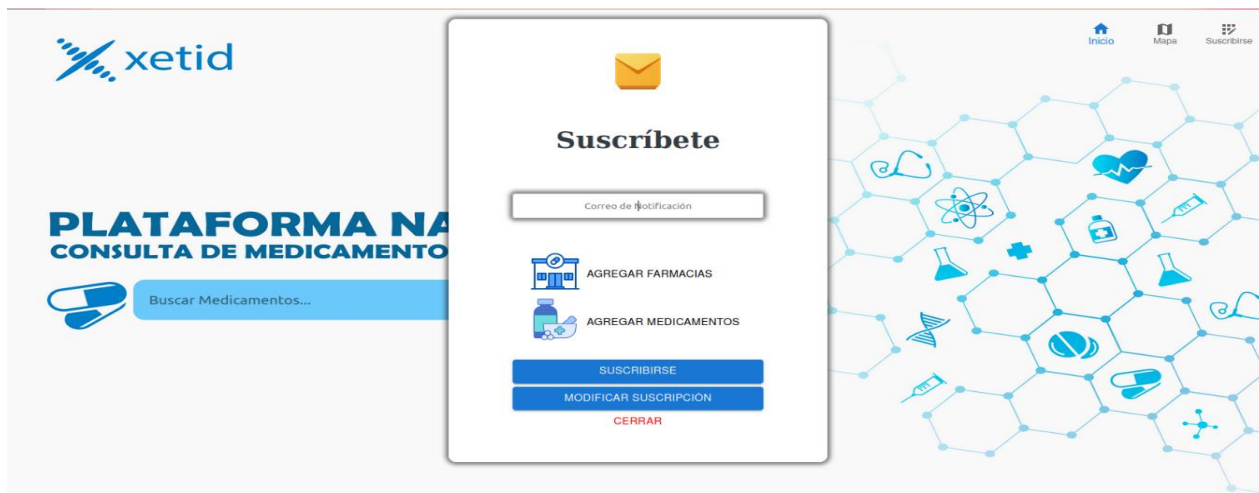 xetid
Inicio
Mapa
Suscribirse
Suscríbete
Correo de Notificación
PLATAFORMA NA
CONSULTA DE MEDICAMENTO
Buscar Medicamentos...
AGREGAR FARMACIAS
AGREGAR MEDICAMENTOS
SUSCRIBIRSE
MODIFICAR SUSCRIPCIÓN
CERRAR